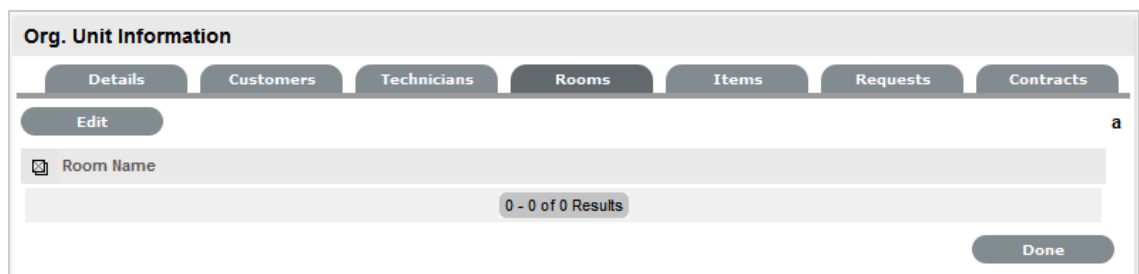 Org. Unit Information
Details Customers Technicians Rooms Items Requests Contracts
Edit a
Room Name
0 - 0 of 0 Results
Done